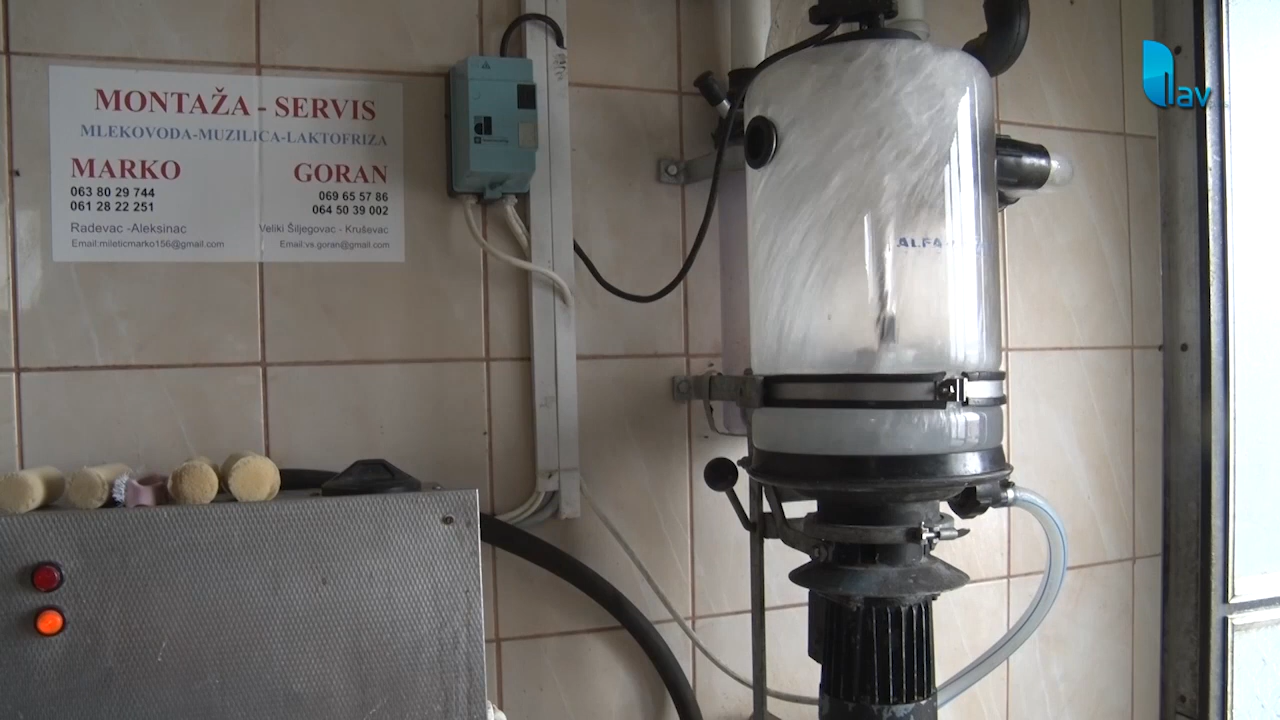 MONTAŽA - SERVIS
MLEKOVODA-MUZILICA-LAKTOFRIZA
MARKO GORAN
063 80 29 744 069 65 57 86
061 28 22 251 064 50 39 002
Radevac -Aleksinac Veliki Šiljegovac - Kruševac
Email:mileticmarko156@gmail.com Email.vs.goran@gmail.com
ALFA
lav